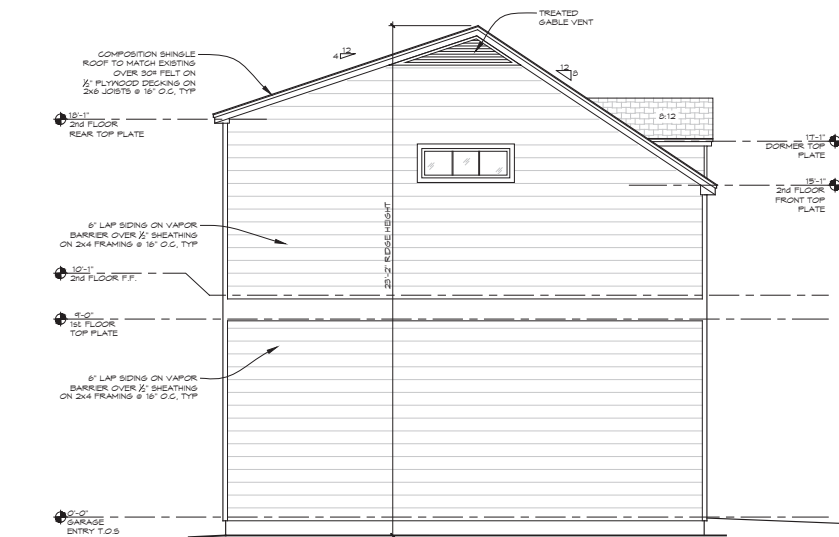 TREATED
GABLE VENT
COMPOSITION SHINGLE
ROOF TO MATCH EXISTING
OVER 30# FELT ON
½" PLYWOOD DECKING ON
2x6 JOISTS @ 16" O.C, TYP
12
4
12
8
8:12
18'-1"
2nd FLOOR
REAR TOP PLATE
17'-1"
DORMER TOP
PLATE
15'-1"
2nd FLOOR
FRONT TOP
PLATE
23'-2" RIDGE HEIGHT
6" LAP SIDING ON VAPOR
BARRIER OVER ½" SHEATHING
ON 2x4 FRAMING @ 16" O.C, TYP
10'-1"
2nd FLOOR F.F.
9'-0"
1st FLOOR
TOP PLATE
6" LAP SIDING ON VAPOR
BARRIER OVER ½" SHEATHING
ON 2x4 FRAMING @ 16" O.C, TYP
0'-0"
GARAGE
ENTRY T.O.S